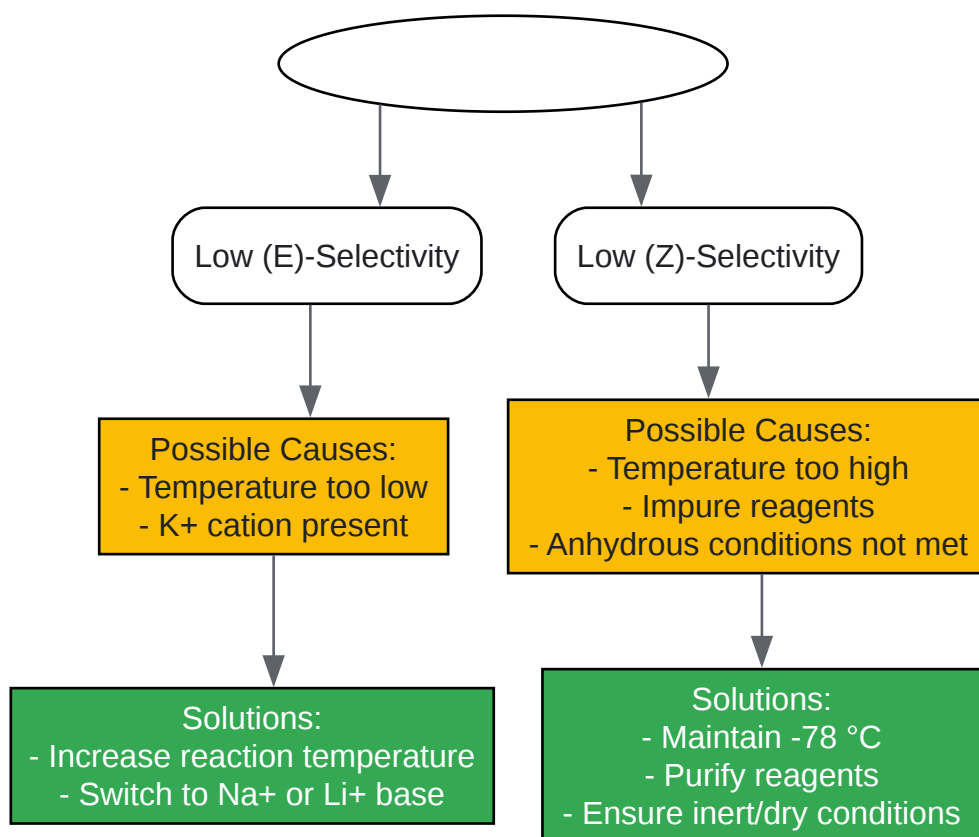 Low (E)-Selectivity
Low (Z)-Selectivity
Possible Causes:
- Temperature too low
- K+ cation present
Possible Causes:
- Temperature too high
- Impure reagents
- Anhydrous conditions not met
Solutions:
- Increase reaction temperature
- Switch to Na+ or Li+ base
Solutions:
- Maintain -78 °C
- Purify reagents
- Ensure inert/dry conditions